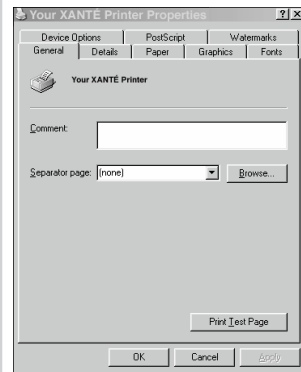 Your XANTÉ Printer Properties
? ×
Device Options PostScript Watermarks
General Details Paper Graphics Fonts
Your XANTÉ Printer
Comment:
Separator page: (none) Browse...
Print Test Page
OK Cancel Apply